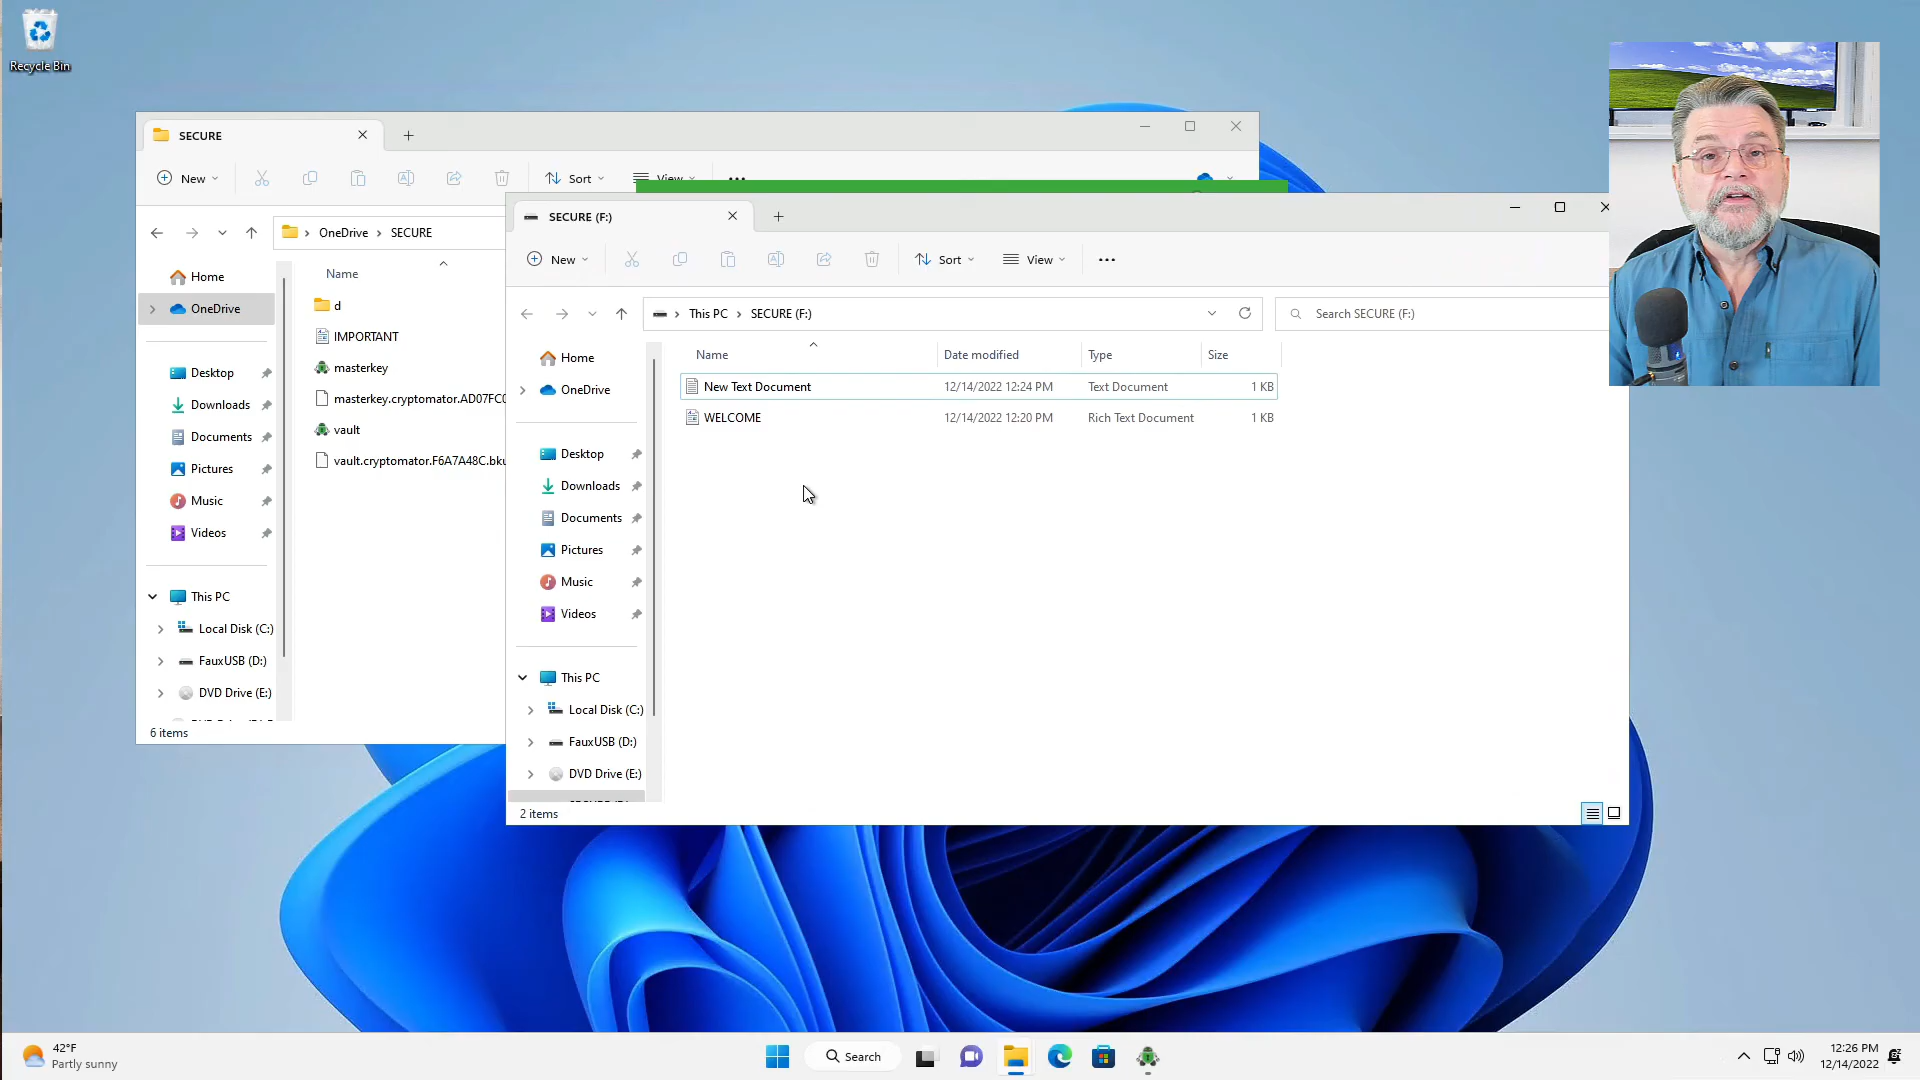 Recycle Bin
SECURE
New
Sort
View
OneDrive
SECURE
Name
Home
OneDrive
d
IMPORTANT
masterkey
masterkey.cryptomator.AD07FC0
vault
vault.cryptomator.F6A7A48C.bku
Desktop
Downloads
Documents
Pictures
Music
Videos
This PC
Local Disk (C:)
FauxUSB (D:)
DVD Drive (E:)
6 items
SECURE (F:)
New
Sort
View
This PC
SECURE (F:)
Search SECURE (F:)
Name
Date modified
Type
Size
New Text Document
12/14/2022 12:24 PM
Text Document
1 KB
WELCOME
12/14/2022 12:20 PM
Rich Text Document
1 KB
Home
OneDrive
Desktop
Downloads
Documents
Pictures
Music
Videos
This PC
Local Disk (C:)
FauxUSB (D:)
DVD Drive (E:)
2 items
42°F
Partly sunny
Search
12:26 PM
12/14/2022